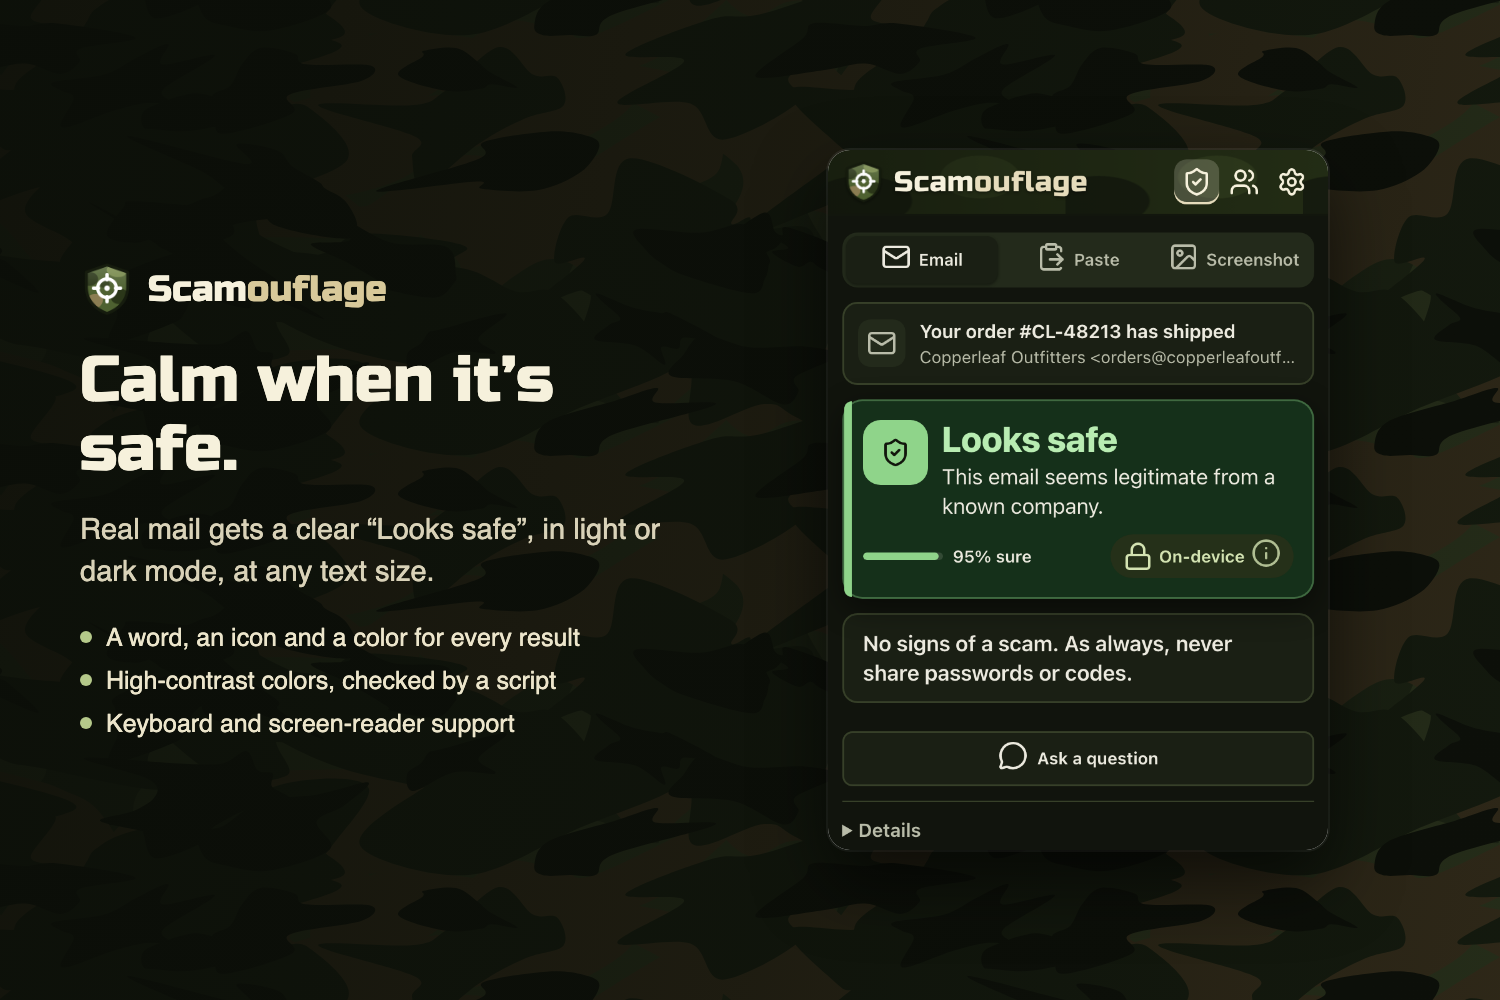 Scamouflage
Calm when it’s
safe.
Real mail gets a clear “Looks safe”, in light or
dark mode, at any text size.
A word, an icon and a color for every result
High-contrast colors, checked by a script
Keyboard and screen-reader support
Scamouflage
Email
Paste
Screenshot
Your order #CL-48213 has shipped
Copperleaf Outfitters <orders@copperleafoutf...
Looks safe
This email seems legitimate from a
known company.
95% sure
On-device
No signs of a scam. As always, never
share passwords or codes.
Ask a question
Details